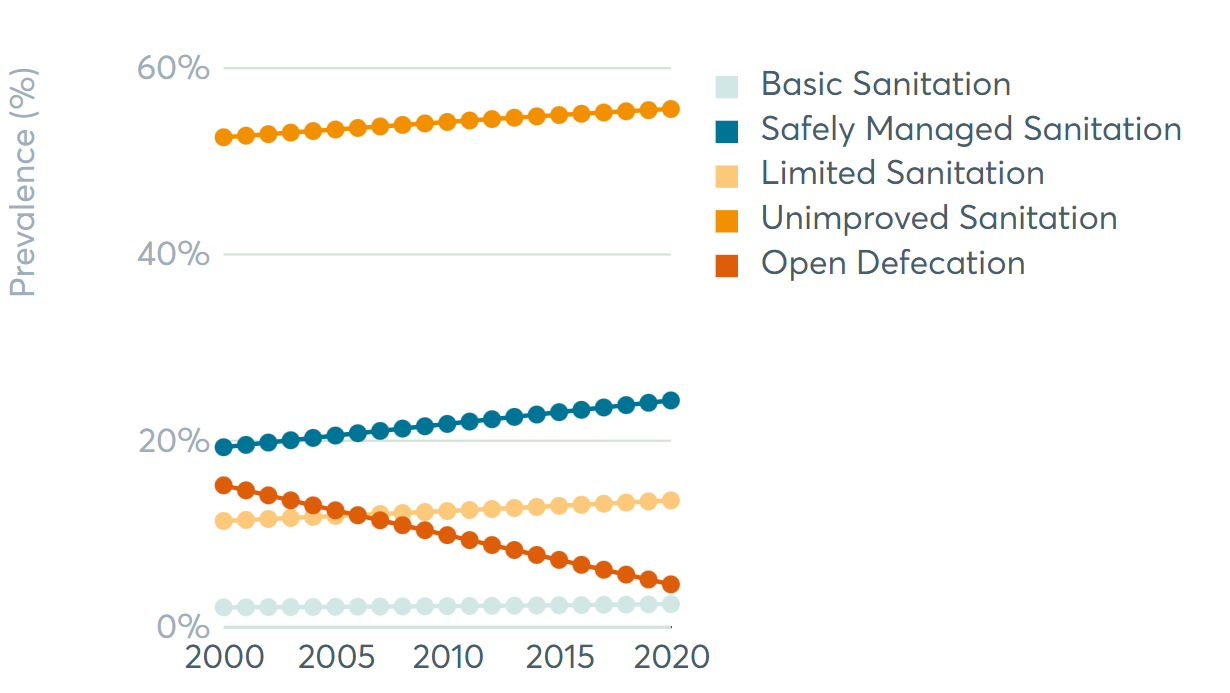 Prevalence (%)
60%
40%
20%
0%
2000 2005 2010 2015 2020
Basic Sanitation
Safely Managed Sanitation
Limited Sanitation
Unimproved Sanitation
Open Defecation